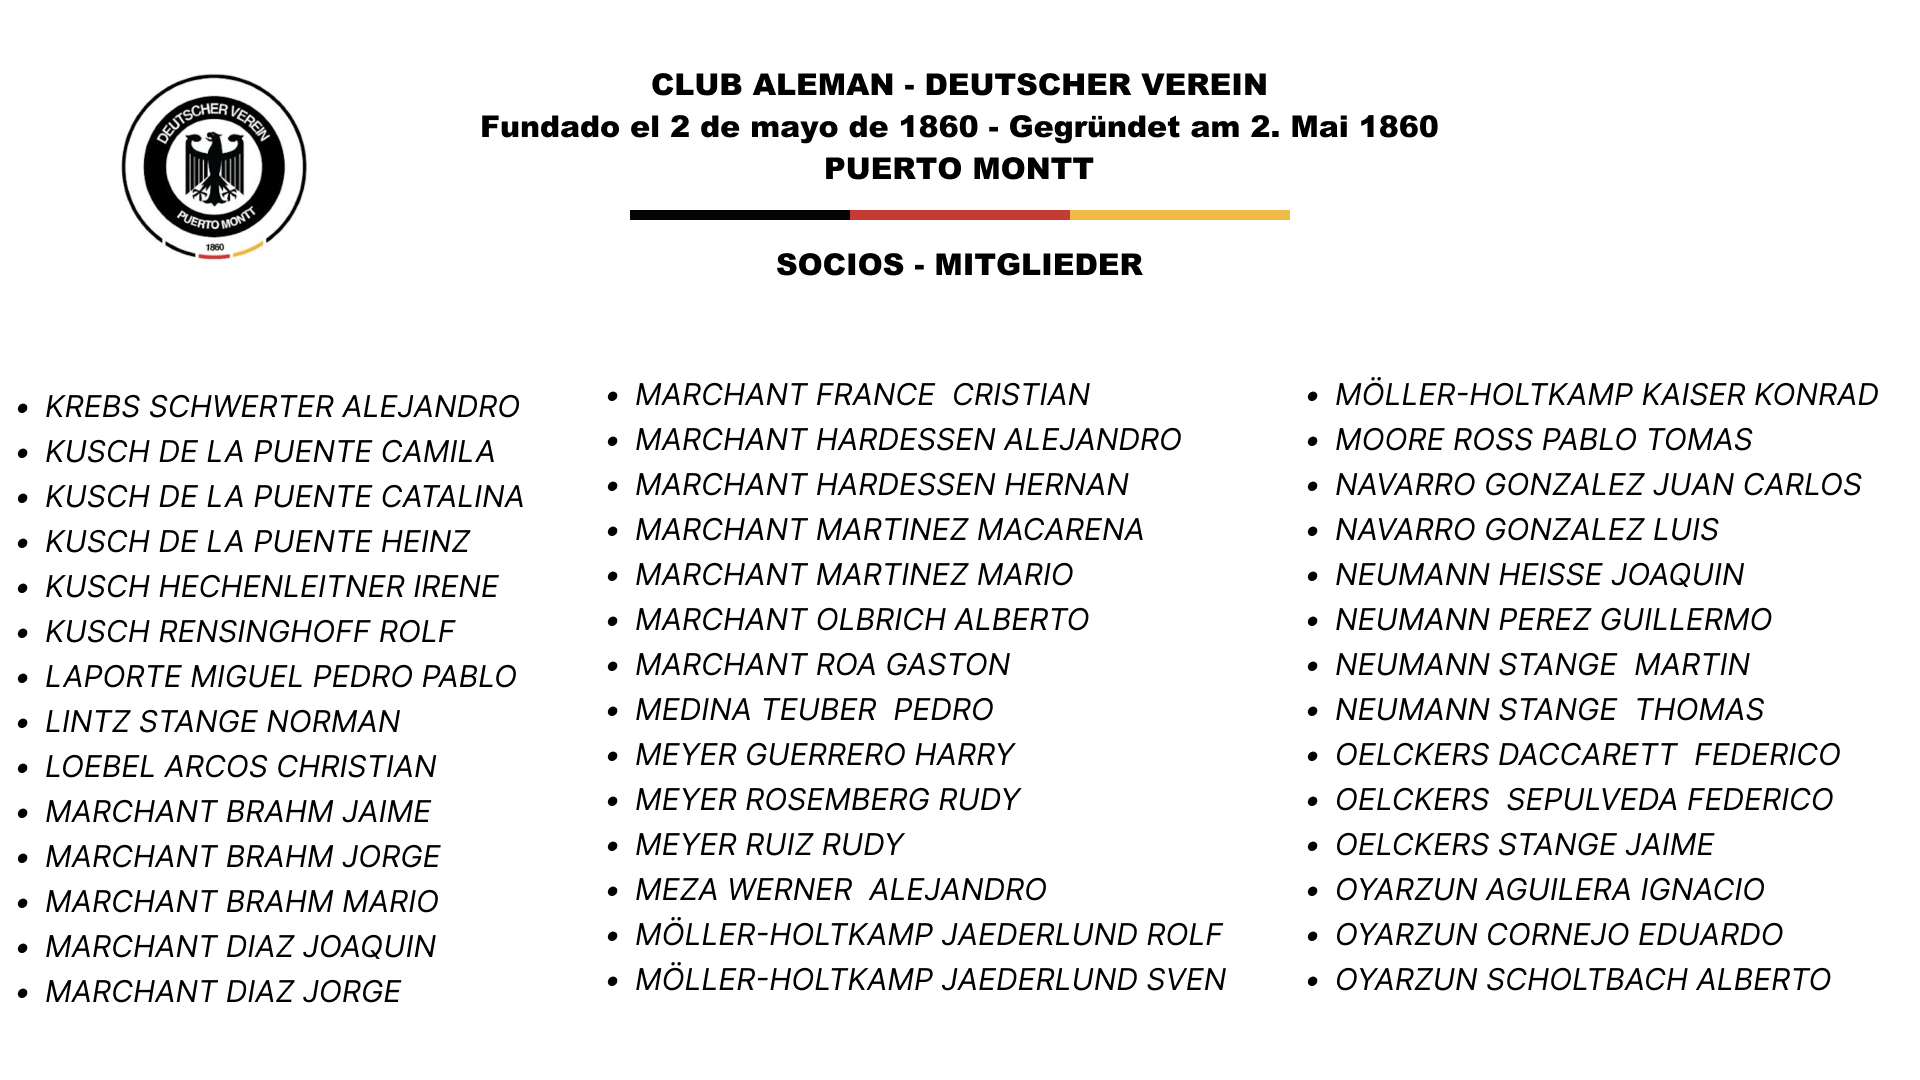 DEUTSCHER VEREIN
PUERTO MONTT
1860
CLUB ALEMAN - DEUTSCHER VEREIN
Fundado el 2 de mayo de 1860 - Gegründet am 2. Mai 1860
PUERTO MONTT
SOCIOS - MITGLIEDER
• KREBS SCHWERTER ALEJANDRO
• KUSCH DE LA PUENTE CAMILA
• KUSCH DE LA PUENTE CATALINA
• KUSCH DE LA PUENTE HEINZ
• KUSCH HECHENLEITNER IRENE
• KUSCH RENSINGHOFF ROLF
• LAPORTE MIGUEL PEDRO PABLO
• LINTZ STANGE NORMAN
• LOEBEL ARCOS CHRISTIAN
• MARCHANT BRAHM JAIME
• MARCHANT BRAHM JORGE
• MARCHANT BRAHM MARIO
• MARCHANT DIAZ JOAQUIN
• MARCHANT DIAZ JORGE
• MARCHANT FRANCE  CRISTIAN
• MARCHANT HARDESSEN ALEJANDRO
• MARCHANT HARDESSEN HERNAN
• MARCHANT MARTINEZ MACARENA
• MARCHANT MARTINEZ MARIO
• MARCHANT OLBRICH ALBERTO
• MARCHANT ROA GASTON
• MEDINA TEUBER  PEDRO
• MEYER GUERRERO HARRY
• MEYER ROSEMBERG RUDY
• MEYER RUIZ RUDY
• MEZA WERNER  ALEJANDRO
• MÖLLER-HOLTKAMP JAEDERLUND ROLF
• MÖLLER-HOLTKAMP JAEDERLUND SVEN
• MÖLLER-HOLTKAMP KAISER KONRAD
• MOORE ROSS PABLO TOMAS
• NAVARRO GONZALEZ JUAN CARLOS
• NAVARRO GONZALEZ LUIS
• NEUMANN HEISSE JOAQUIN
• NEUMANN PEREZ GUILLERMO
• NEUMANN STANGE  MARTIN
• NEUMANN STANGE  THOMAS
• OELCKERS DACCARETT  FEDERICO
• OELCKERS  SEPULVEDA FEDERICO
• OELCKERS STANGE JAIME
• OYARZUN AGUILERA IGNACIO
• OYARZUN CORNEJO EDUARDO
• OYARZUN SCHOLTBACH ALBERTO